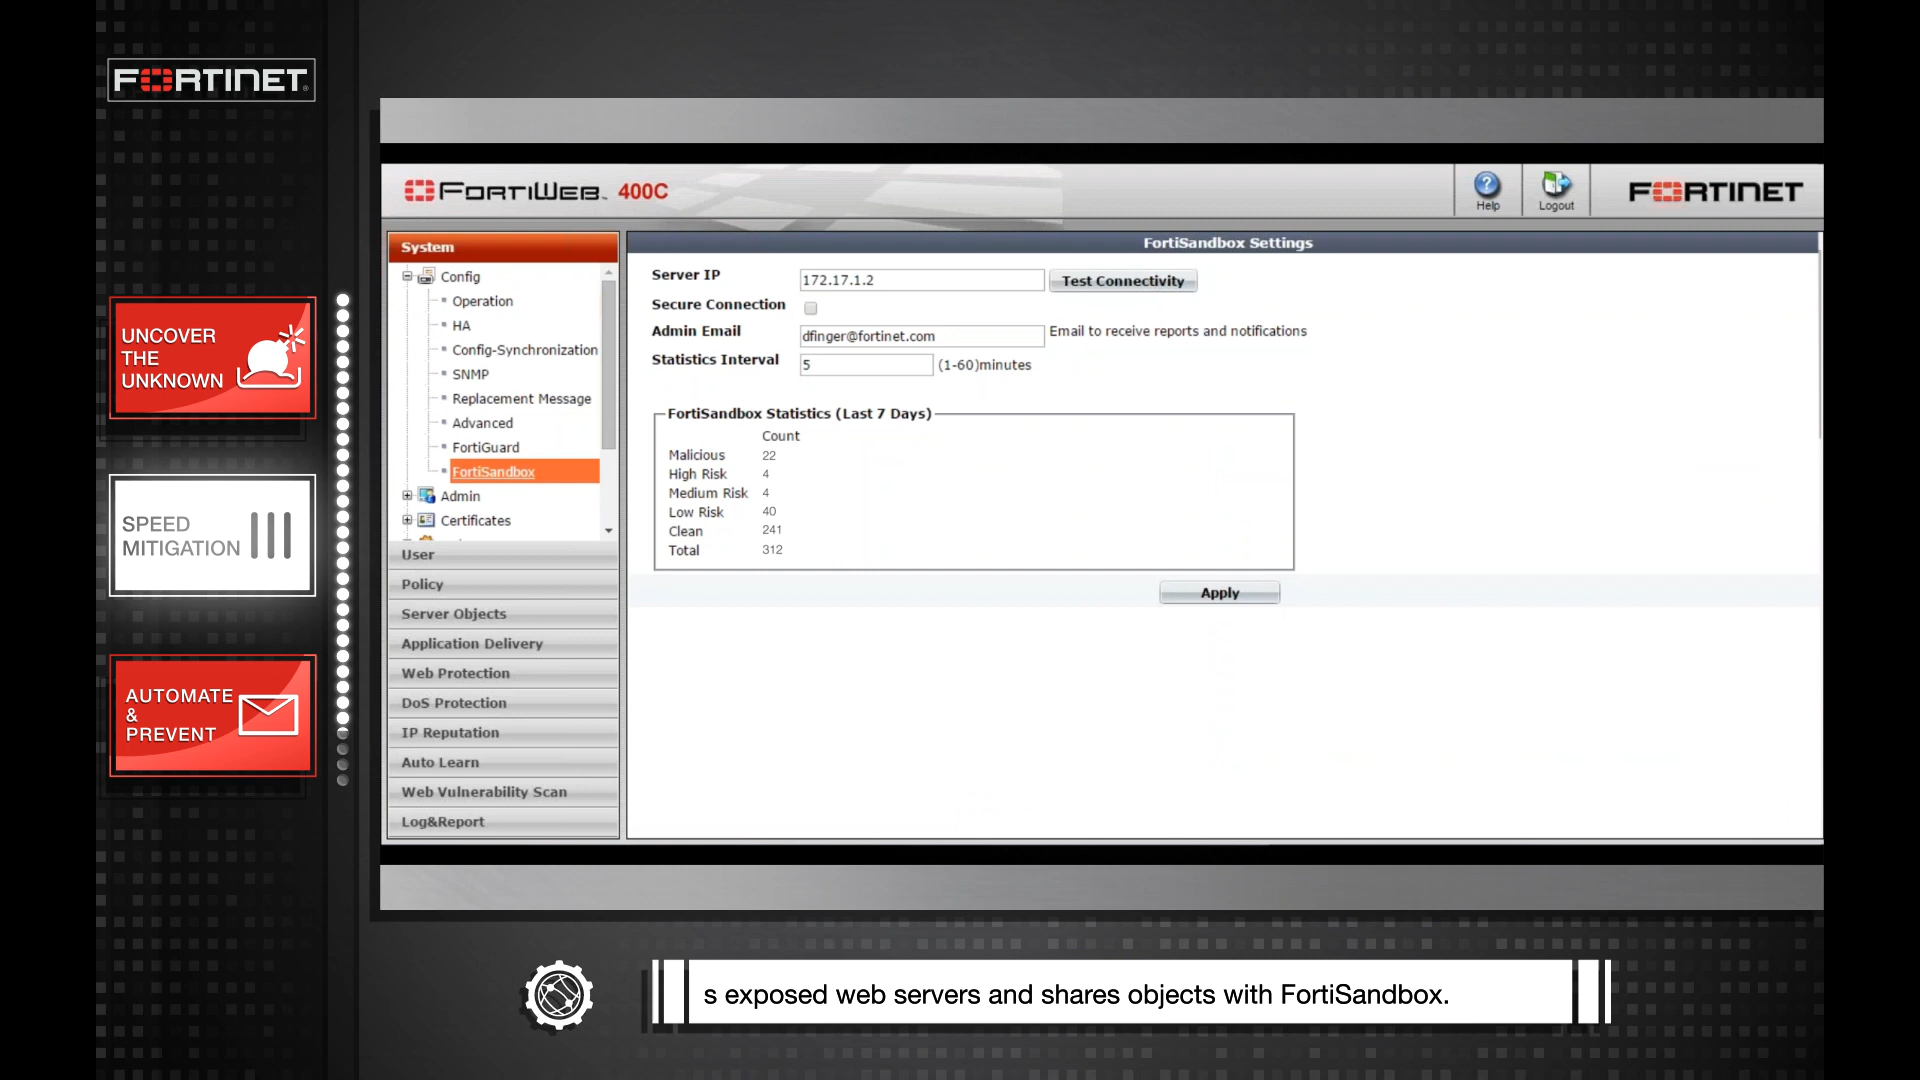 FORTINET
UNCOVER
THE
UNKNOWN
SPEED
MITIGATION
AUTOMATE
&
PREVENT
FORTIWEB 400C
Help
Logout
FORTINET
System
Config
Operation
HA
Config-Synchronization
SNMP
Replacement Message
Advanced
FortiGuard
FortiSandbox
Admin
Certificates
User
Policy
Server Objects
Application Delivery
Web Protection
DoS Protection
IP Reputation
Auto Learn
Web Vulnerability Scan
Log&Report
FortiSandbox Settings
Server IP 172.17.1.2 Test Connectivity
Secure Connection
Admin Email dfinger@fortinet.com Email to receive reports and notifications
Statistics Interval 5 (1-60)minutes
FortiSandbox Statistics (Last 7 Days)
Count
Malicious 22
High Risk 4
Medium Risk 4
Low Risk 40
Clean 241
Total 312
Apply
s exposed web servers and shares objects with FortiSandbox.